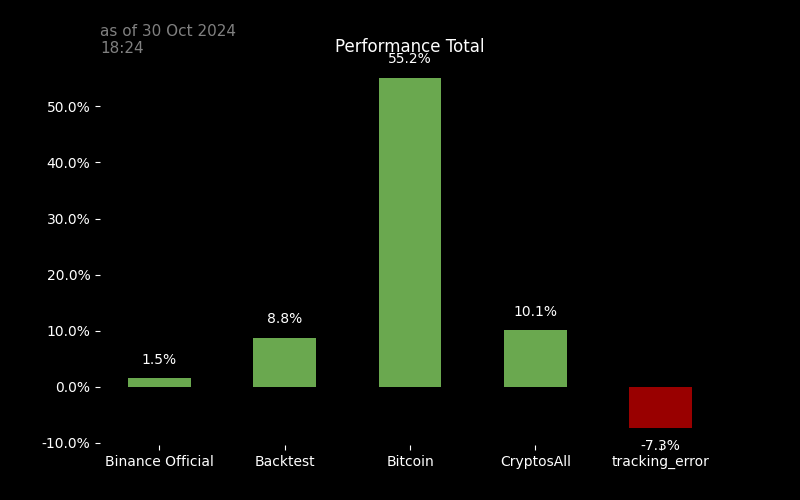 as of 30 Oct 2024
18:24
Performance Total
55.2%
50.0%
40.0%
30.0%
20.0%
10.0%
0.0%
-10.0%
1.5%
8.8%
10.1%
-7.3%
Binance Official
Backtest
Bitcoin
CryptosAll
tracking_error